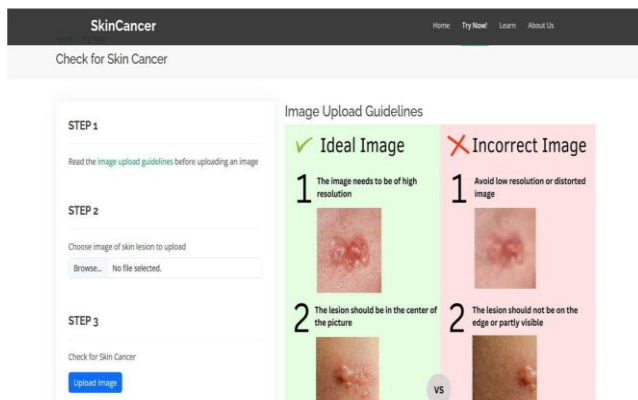 SkinCancer
Home Try Now! Learn About Us
Check for Skin Cancer
STEP 1
Read the image upload guidelines before uploading an image
STEP 2
Choose image of skin lesion to upload
Browse... No file selected.
STEP 3
Check for Skin Cancer
Upload Image
Image Upload Guidelines
Ideal Image
1 The image needs to be of high
resolution
2 The lesion should be in the center of
the picture
VS
Incorrect Image
1 Avoid low resolution or distorted
image
2 The lesion should not be on the
edge or partly visible